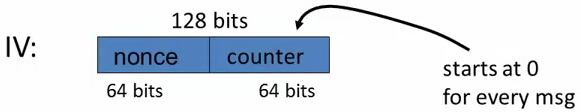 128 bits
IV:
nonce
counter
64 bits
64 bits
starts at 0
for every msg